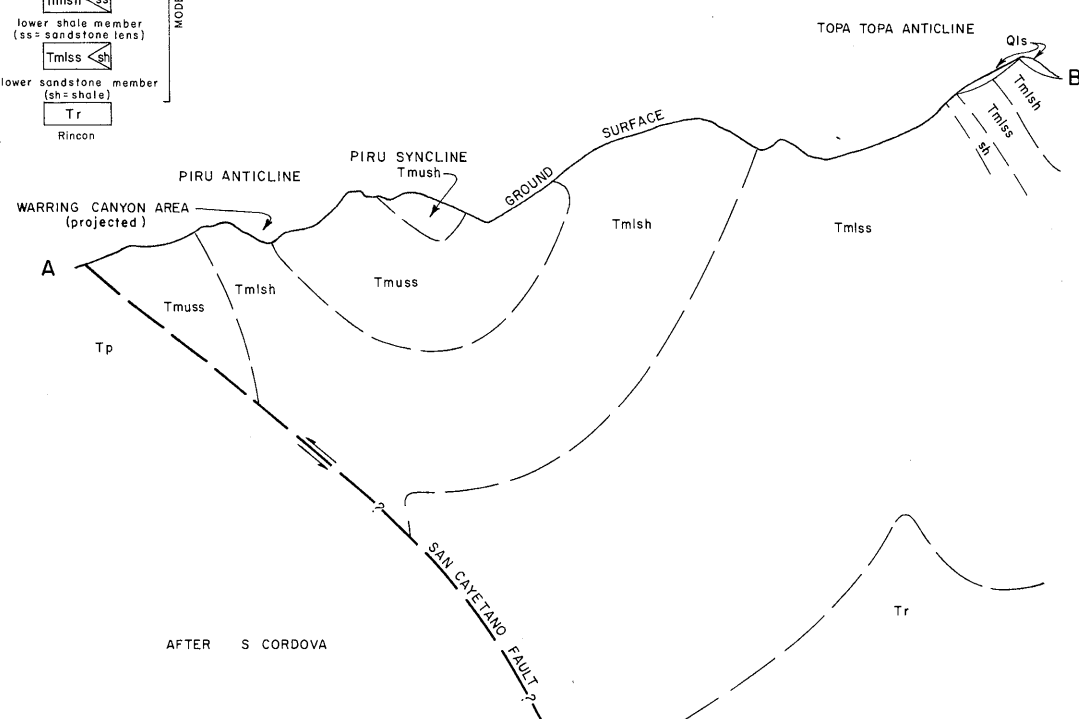 Tmlsh ss
lower shale member
(ss = sandstone lens)
Tmlss sh
lower sandstone member
(sh = shale)
Tr
Rincon
TOPA TOPA ANTICLINE
Qls
B
Tmlsh
Tmlss
sh
SURFACE
GROUND
PIRU SYNCLINE
Tmush
PIRU ANTICLINE
WARRING CANYON AREA
(projected)
A
Tmuss
Tmlsh
Tmuss
Tmlsh
Tmlss
Tp
?
SAN CAYETANO FAULT
?
Tr
AFTER S CORDOVA